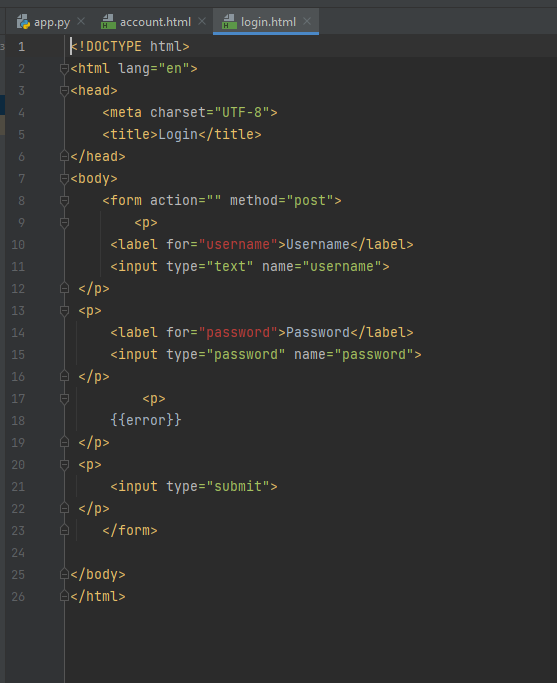 app.py account.html login.html
1 <!DOCTYPE html>
2 <html lang="en">
3 <head>
4     <meta charset="UTF-8">
5     <title>Login</title>
6 </head>
7 <body>
8     <form action="" method="post">
9         <p>
10      <label for="username">Username</label>
11      <input type="text" name="username">
12  </p>
13  <p>
14      <label for="password">Password</label>
15      <input type="password" name="password">
16  </p>
17          <p>
18      {{error}}
19  </p>
20  <p>
21      <input type="submit">
22  </p>
23     </form>
24
25 </body>
26 </html>